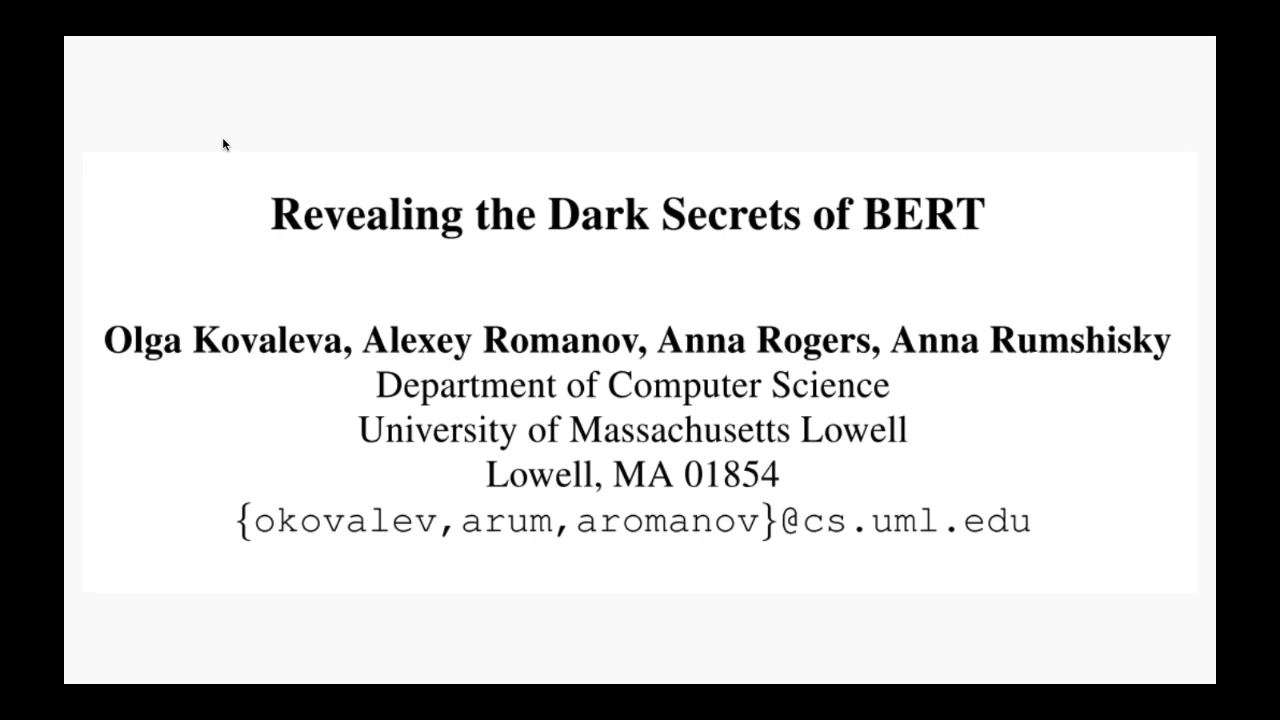 Revealing the Dark Secrets of BERT
Olga Kovaleva, Alexey Romanov, Anna Rogers, Anna Rumshisky
Department of Computer Science
University of Massachusetts Lowell
Lowell, MA 01854
{okovalev,arum,aromanov}@cs.uml.edu